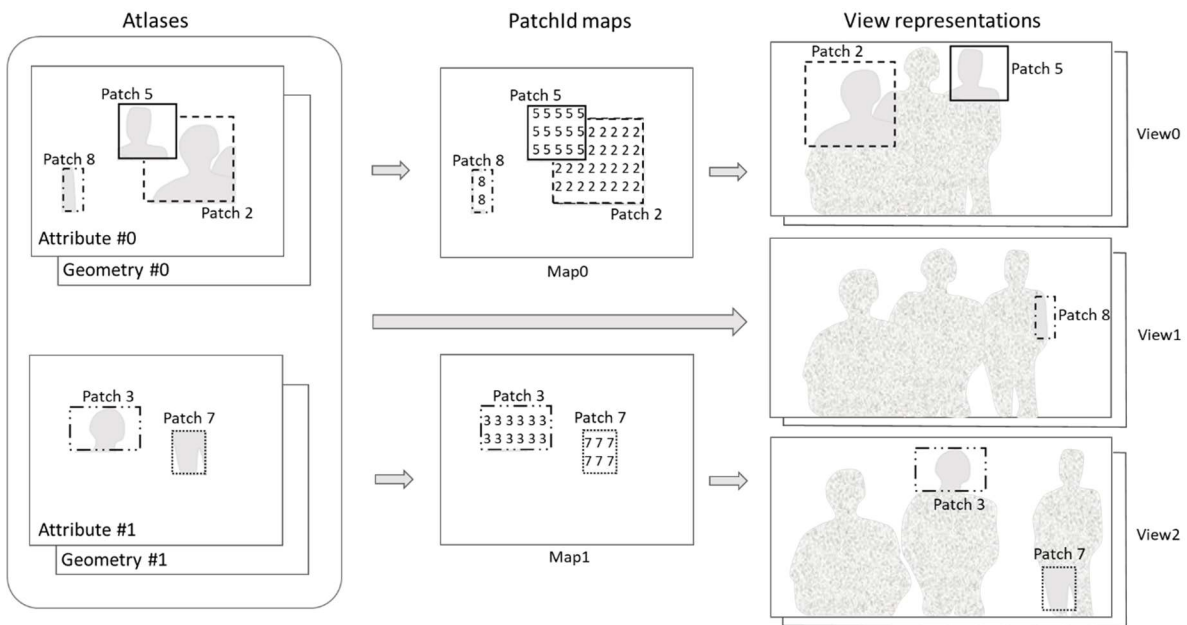 Atlases
PatchId maps
View representations
Patch 5
Patch 8
Patch 2
Attribute #0
Geometry #0
Patch 3
Patch 7
Attribute #1
Geometry #1
Patch 5
5 5 5 5 5
5 5 5 5 5 2 2 2 2 2
5 5 5 5 5 2 2 2 2 2
2 2 2 2 2 2 2 2
2 2 2 2 2 2 2 2
Patch 8
8
8
Patch 2
Map0
Patch 3
3 3 3 3 3 3
3 3 3 3 3 3
Patch 7
7 7 7
7 7 7
Map1
Patch 2
Patch 5
View0
Patch 8
View1
Patch 3
Patch 7
View2